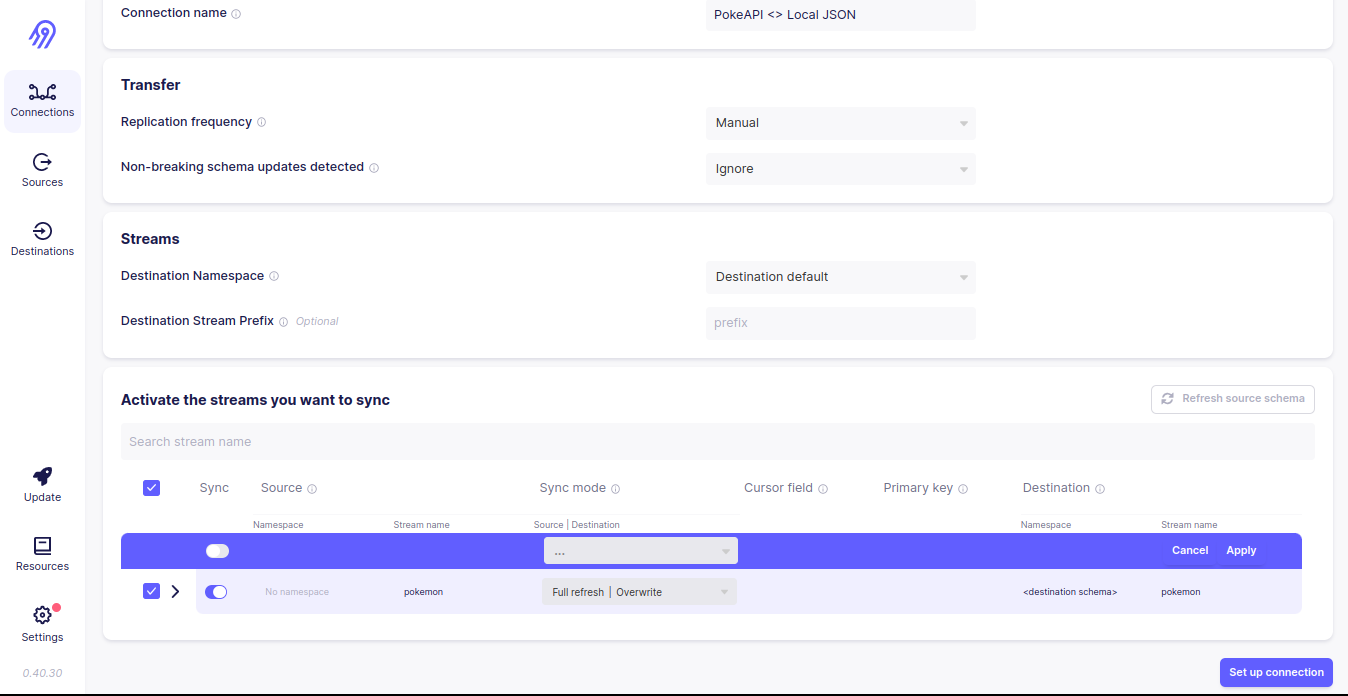 Connection name
PokeAPI <> Local JSON
Connections
Transfer
Replication frequency
Manual
Non-breaking schema updates detected
Ignore
Sources
Destinations
Streams
Destination Namespace
Destination default
Destination Stream Prefix Optional
prefix
Activate the streams you want to sync
Refresh source schema
Search stream name
Sync Source Sync mode Cursor field Primary key Destination
Namespace Stream name Source | Destination Namespace Stream name
... Cancel Apply
No namespace pokemon Full refresh | Overwrite <destination schema> pokemon
Update
Resources
Settings
0.40.30
Set up connection